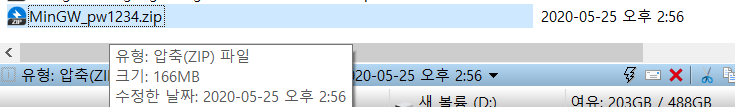 ZIP MinGW_pw1234.zip 2020-05-25 오후 2:56
유형: 압축(ZIP) 파일
유형: 압축(ZI 크기: 166MB 020-05-25 오후 2:56
수정한 날짜: 2020-05-25 오후 2:56
새 볼륨 (D:) 여유: 203GB / 488GB